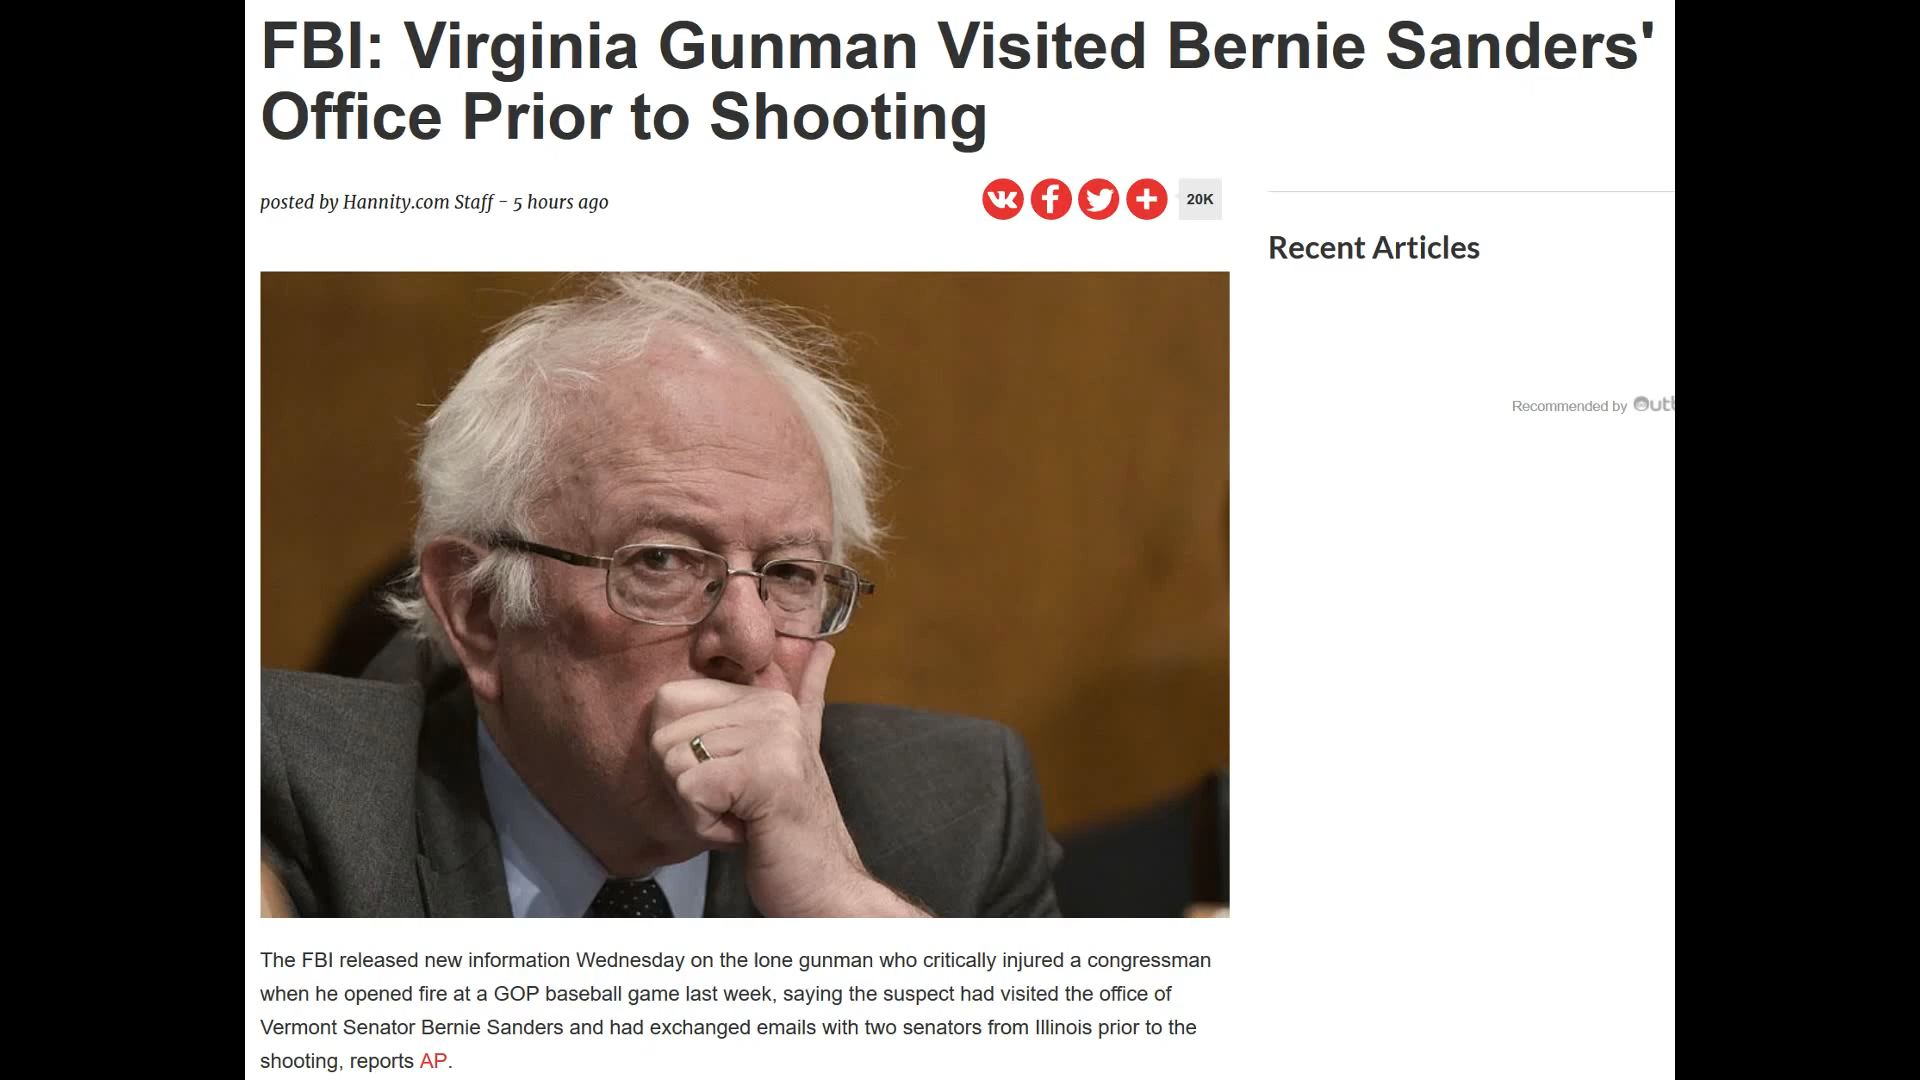 FBI: Virginia Gunman Visited Bernie Sanders'
Office Prior to Shooting
posted by Hannity.com Staff - 5 hours ago
20K
Recent Articles
Recommended by
The FBI released new information Wednesday on the lone gunman who critically injured a congressman
when he opened fire at a GOP baseball game last week, saying the suspect had visited the office of
Vermont Senator Bernie Sanders and had exchanged emails with two senators from Illinois prior to the
shooting, reports AP.